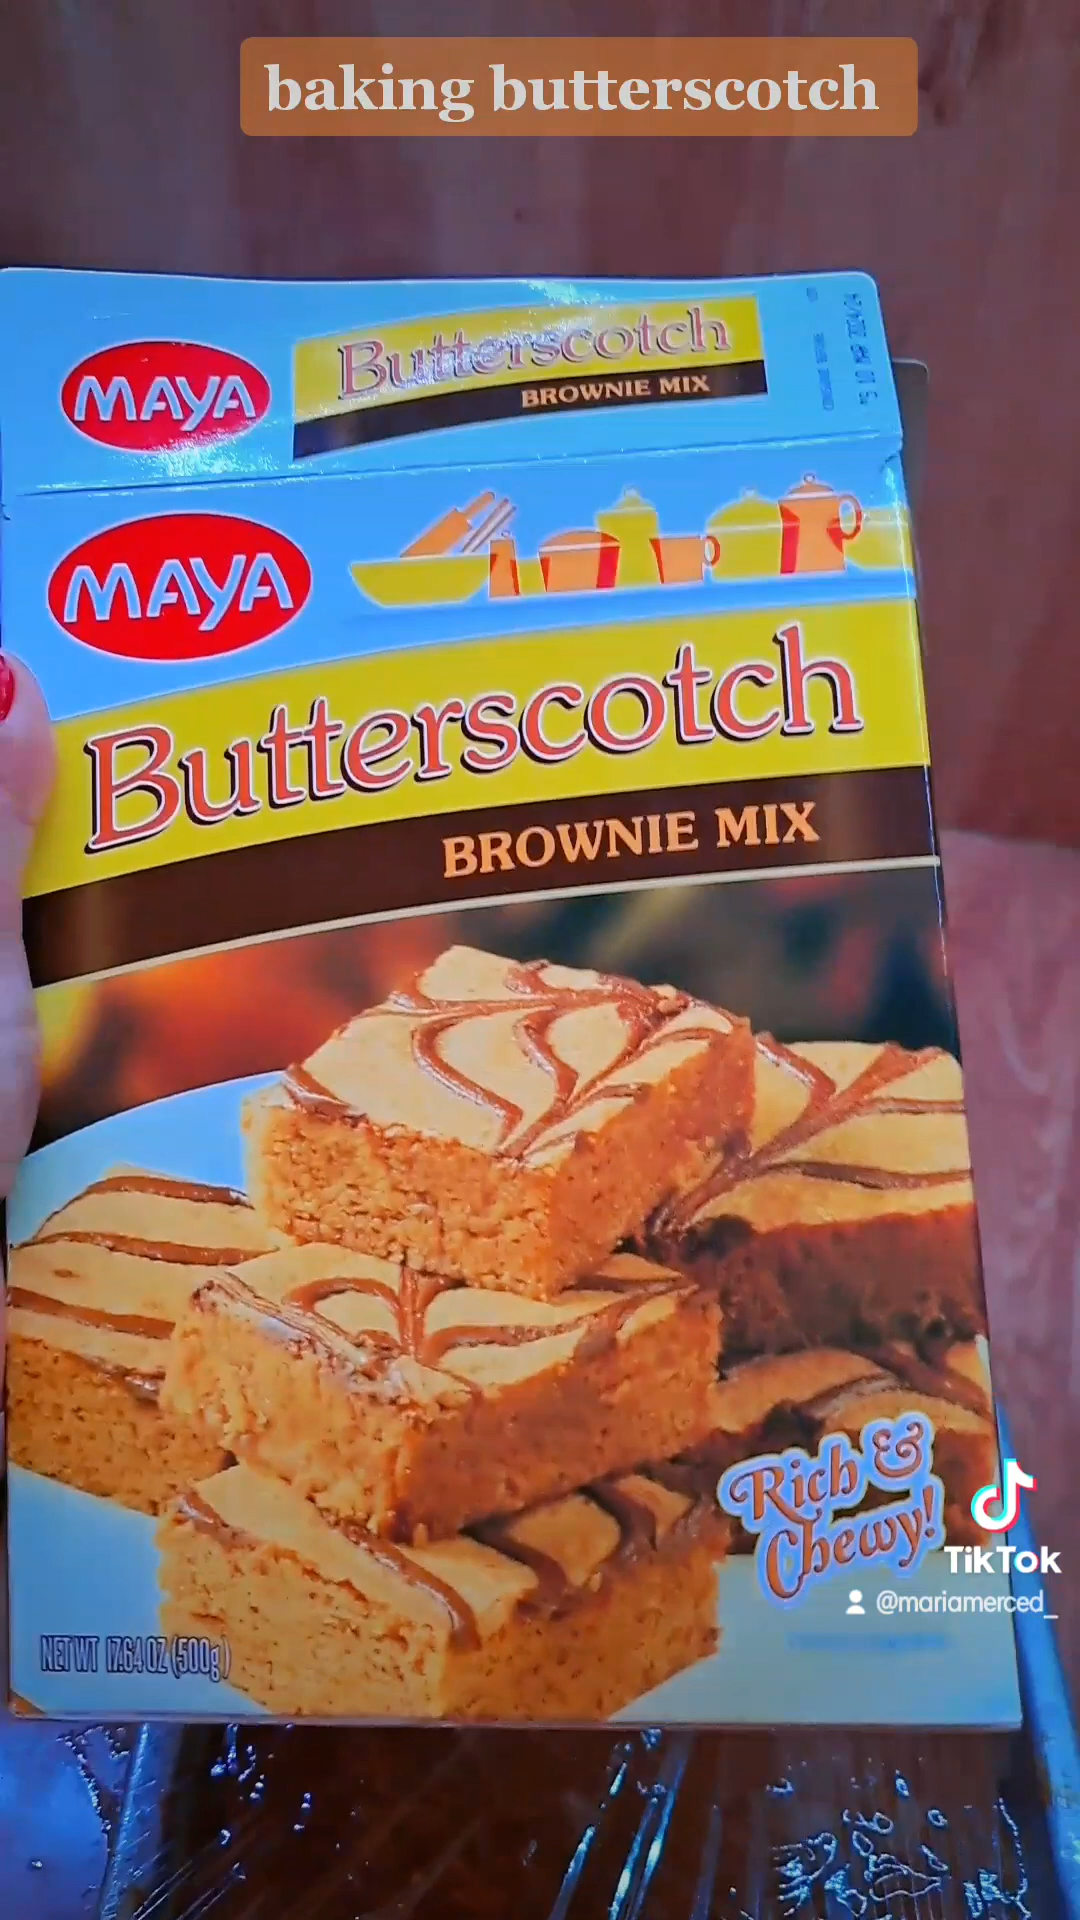 baking butterscotch
MAYA
Butterscotch
BROWNIE MIX
MAYA
Butterscotch
BROWNIE MIX
Rich &
Chewy!
TikTok
@mariamerced_
NET WT 17.64 OZ (500g)